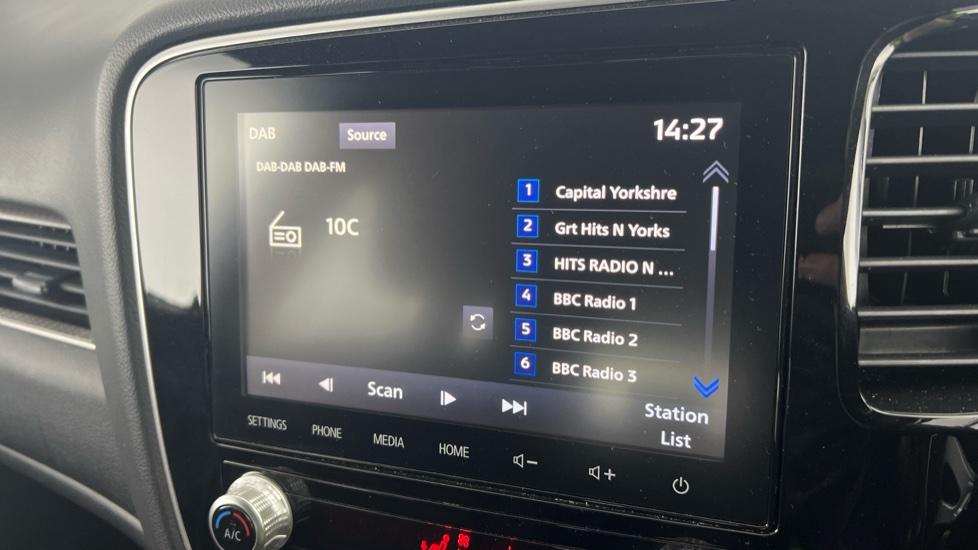 DAB
Source
14:27
DAB-DAB DAB-FM
10C
1 Capital Yorkshre
2 Grt Hits N Yorks
3 HITS RADIO N ...
4 BBC Radio 1
5 BBC Radio 2
6 BBC Radio 3
Scan
Station
List
SETTINGS PHONE MEDIA HOME
A/C